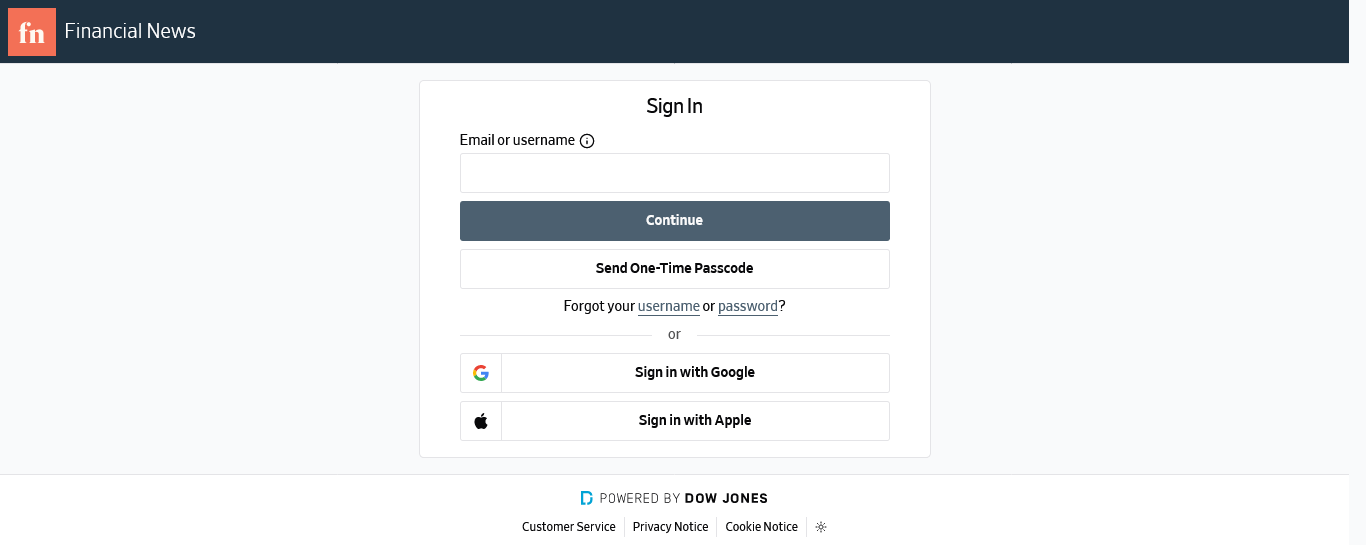 fn Financial News
Sign In
Email or username
Continue
Send One-Time Passcode
Forgot your username or password?
or
Sign in with Google
Sign in with Apple
POWERED BY DOW JONES
Customer Service Privacy Notice Cookie Notice